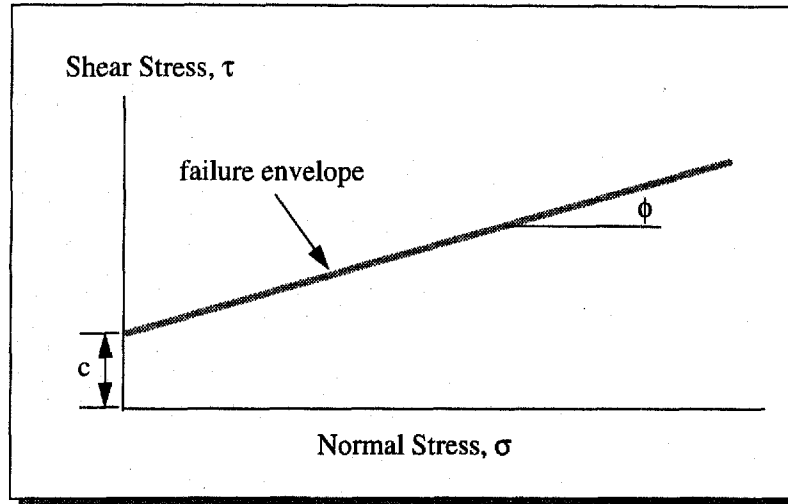 Shear Stress, τ
failure envelope
ϕ
c
Normal Stress, σ